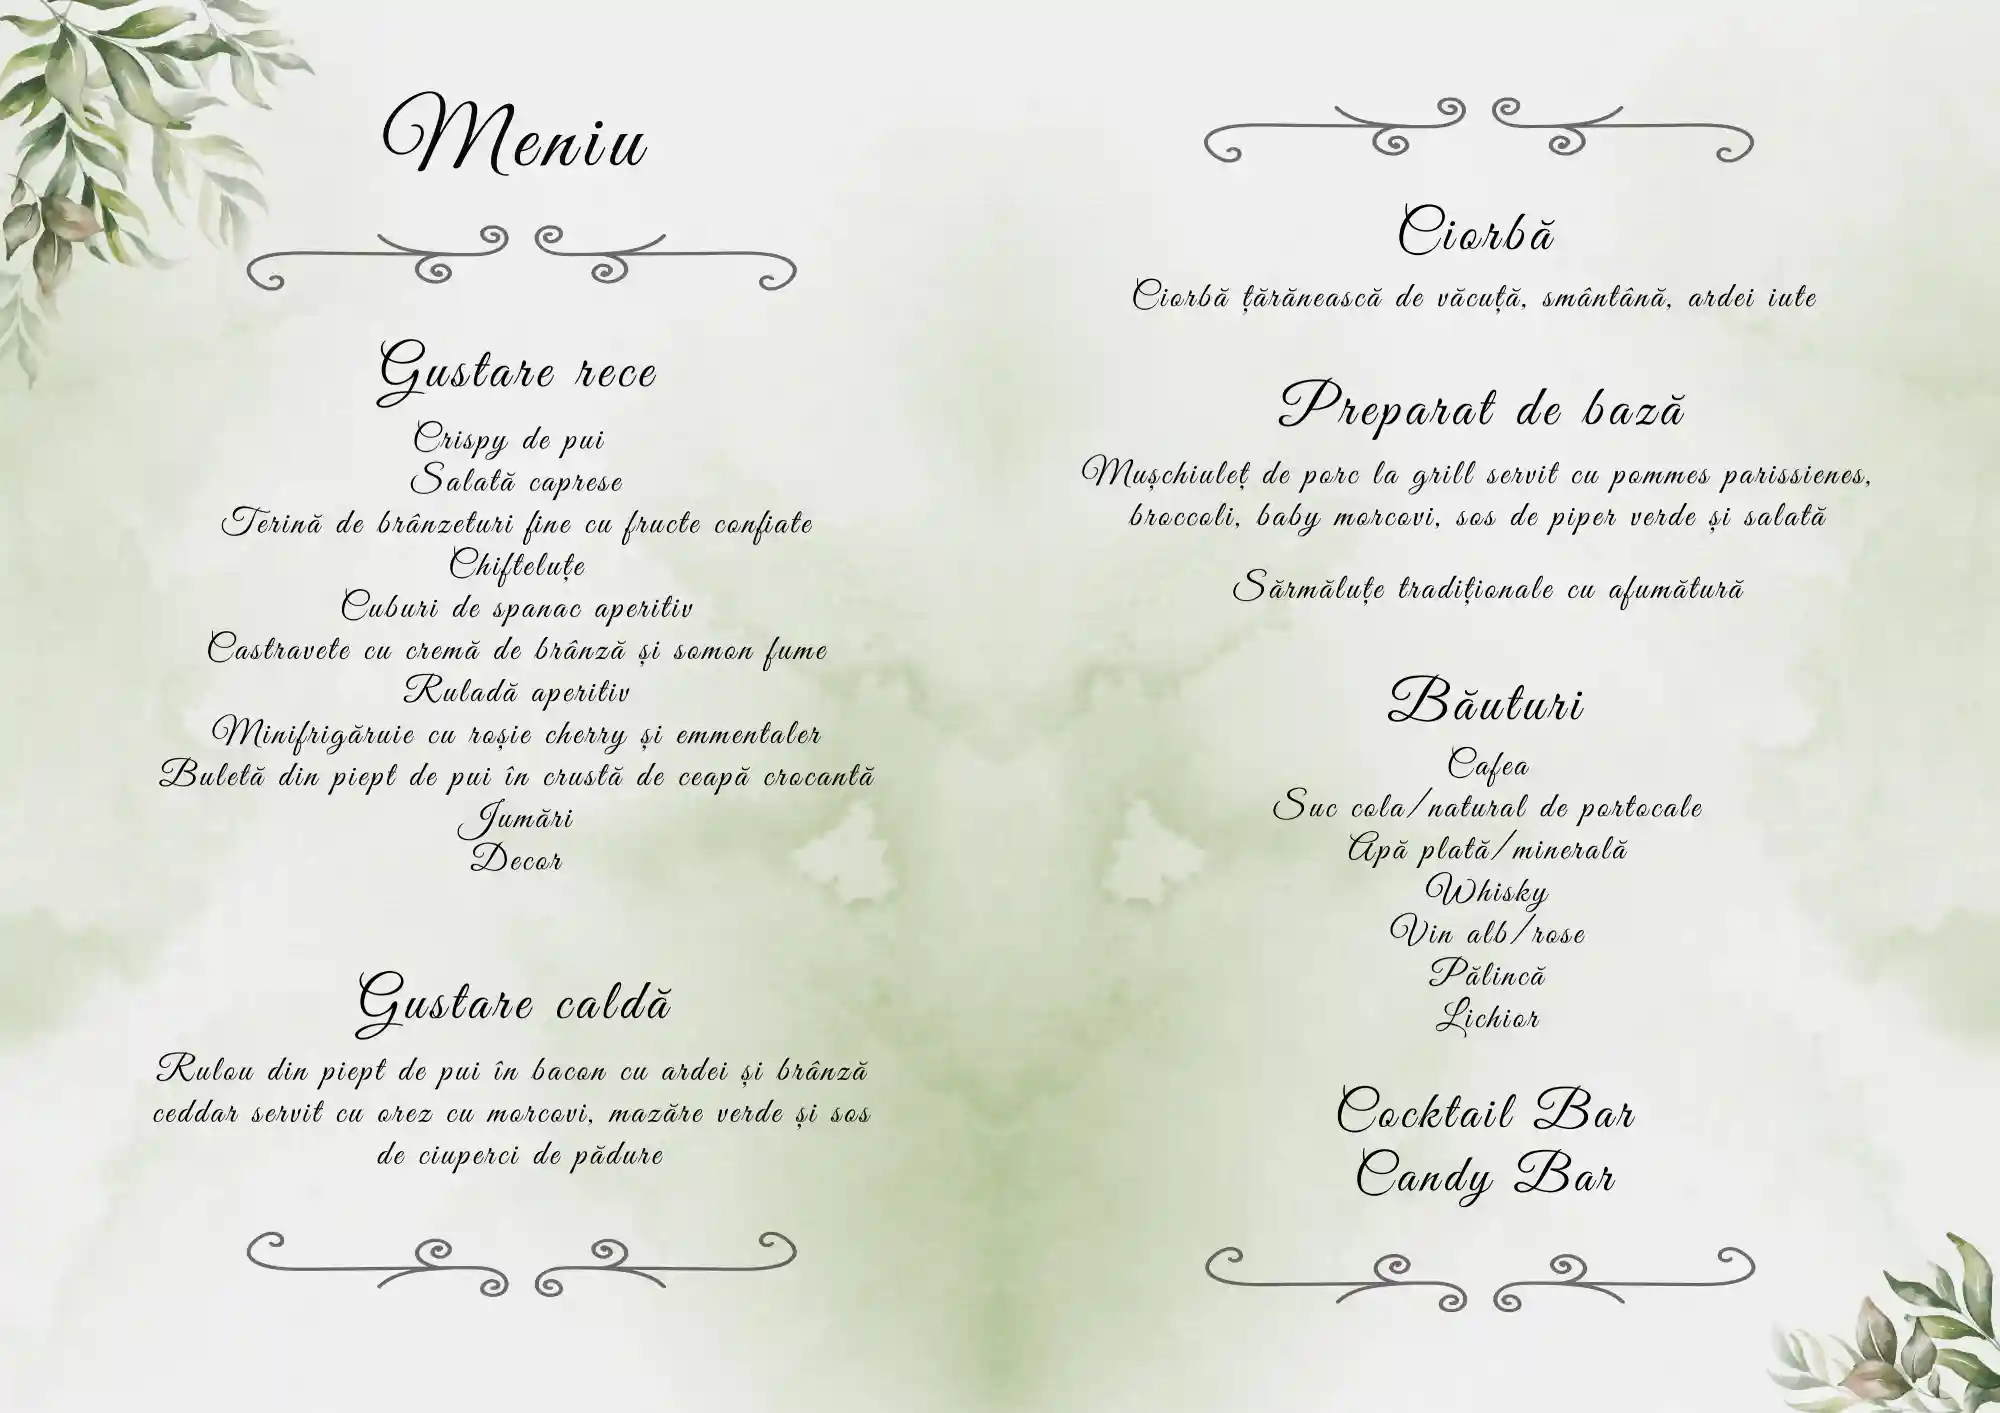 Meniu
Gustare rece
Crispy de pui
Salată caprese
Terină de brânzeturi fine cu fructe confiate
Chifteluțe
Cuburi de spanac aperitiv
Castravete cu cremă de brânză și somon fume
Ruladă aperitiv
Minifrigăruie cu roșie cherry și emmentaler
Buletă din piept de pui în crustă de ceapă crocantă
Jumări
Decor
Gustare caldă
Rulou din piept de pui în bacon cu ardei și brânză
ceddar servit cu orez cu morcovi, mazăre verde și sos
de ciuperci de pădure
Ciorbă
Ciorbă țărănească de văcuță, smântână, ardei iute
Preparat de bază
Mușchiuleț de porc la grill servit cu pommes parissienes,
broccoli, baby morcovi, sos de piper verde și salată
Sărmăluțe tradiționale cu afumătură
Băuturi
Cafea
Suc cola/natural de portocale
Apă plată/minerală
Whisky
Vin alb/rose
Pălincă
Lichior
Cocktail Bar
Candy Bar